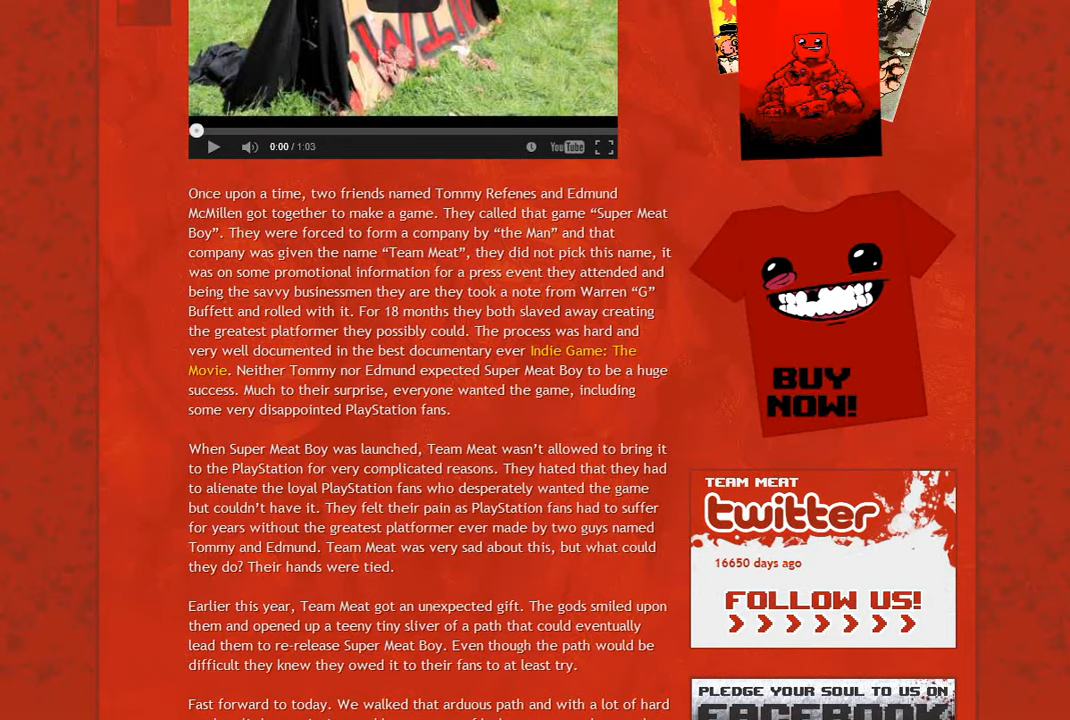 WIN
0:00 / 1:03
YouTube
Once upon a time, two friends named Tommy Refenes and Edmund
McMillen got together to make a game. They called that game “Super Meat
Boy”. They were forced to form a company by “the Man” and that
company was given the name “Team Meat”, they did not pick this name, it
was on some promotional information for a press event they attended and
being the savvy businessmen they are they took a note from Warren “G”
Buffett and rolled with it. For 18 months they both slaved away creating
the greatest platformer they possibly could. The process was hard and
very well documented in the best documentary ever Indie Game: The
Movie. Neither Tommy nor Edmund expected Super Meat Boy to be a huge
success. Much to their surprise, everyone wanted the game, including
some very disappointed PlayStation fans.
When Super Meat Boy was launched, Team Meat wasn’t allowed to bring it
to the PlayStation for very complicated reasons. They hated that they had
to alienate the loyal PlayStation fans who desperately wanted the game
but couldn’t have it. They felt their pain as PlayStation fans had to suffer
for years without the greatest platformer ever made by two guys named
Tommy and Edmund. Team Meat was very sad about this, but what could
they do? Their hands were tied.
Earlier this year, Team Meat got an unexpected gift. The gods smiled upon
them and opened up a teeny tiny sliver of a path that could eventually
lead them to re-release Super Meat Boy. Even though the path would be
difficult they knew they owed it to their fans to at least try.
Fast forward to today. We walked that arduous path and with a lot of hard
BUY
NOW!
TEAM MEAT
twitter
16650 days ago
FOLLOW US!
PLEDGE YOUR SOUL TO US ON
FACEBOOK